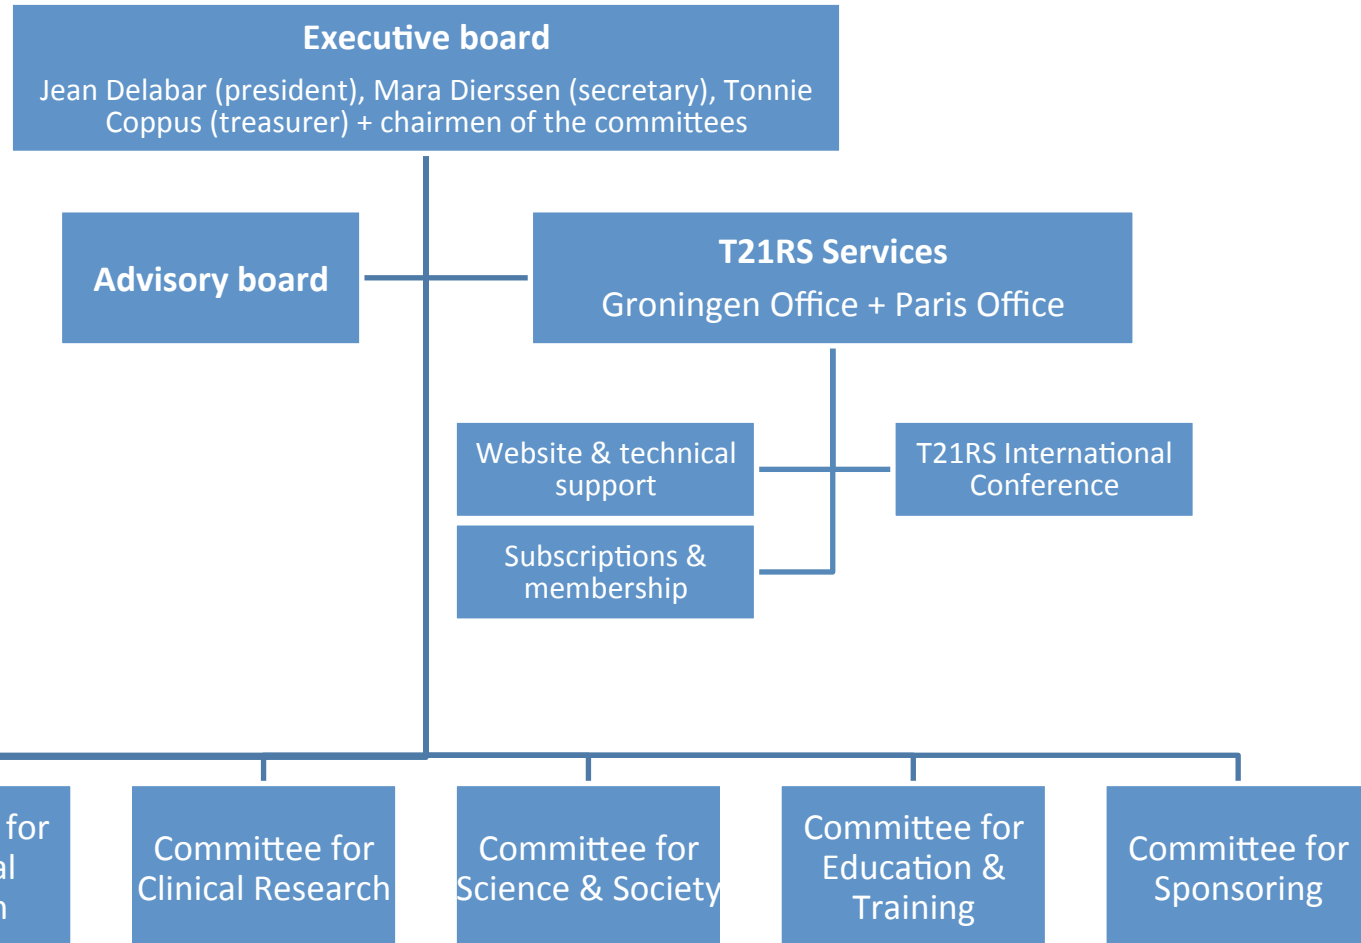 Executive board
Jean Delabar (president), Mara Dierssen (secretary), Tonnie
Coppus (treasurer) + chairmen of the committees
Advisory board
T21RS Services
Groningen Office + Paris Office
Website & technical
support
T21RS International
Conference
Subscriptions &
membership
for
Committee for
Clinical Research
Committee for
Science & Society
Committee for
Education &
Training
Committee for
Sponsoring